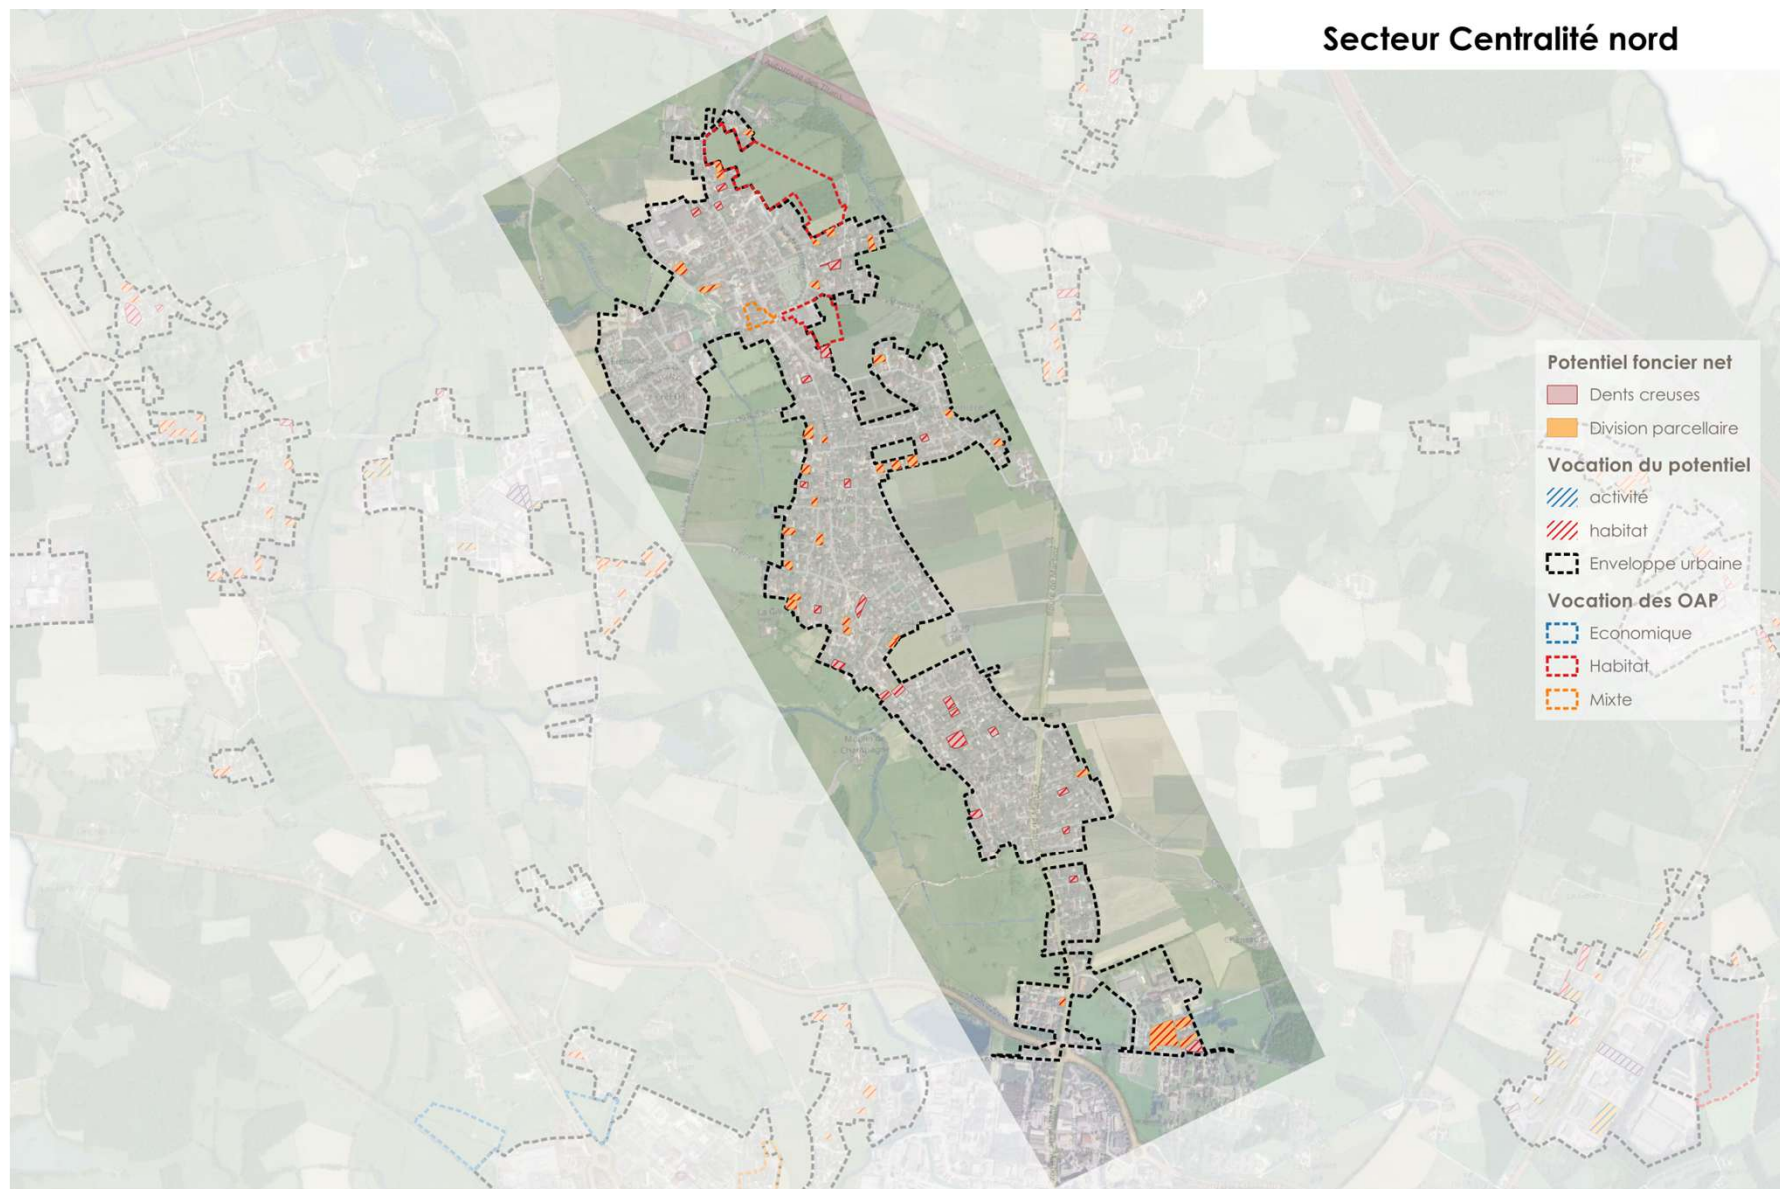 Secteur Centralité nord
Potentiel foncier net
Dents creuses
Division parcellaire
Vocation du potentiel
activité
habitat
Enveloppe urbaine
Vocation des OAP
Economique
Habitat
Mixte